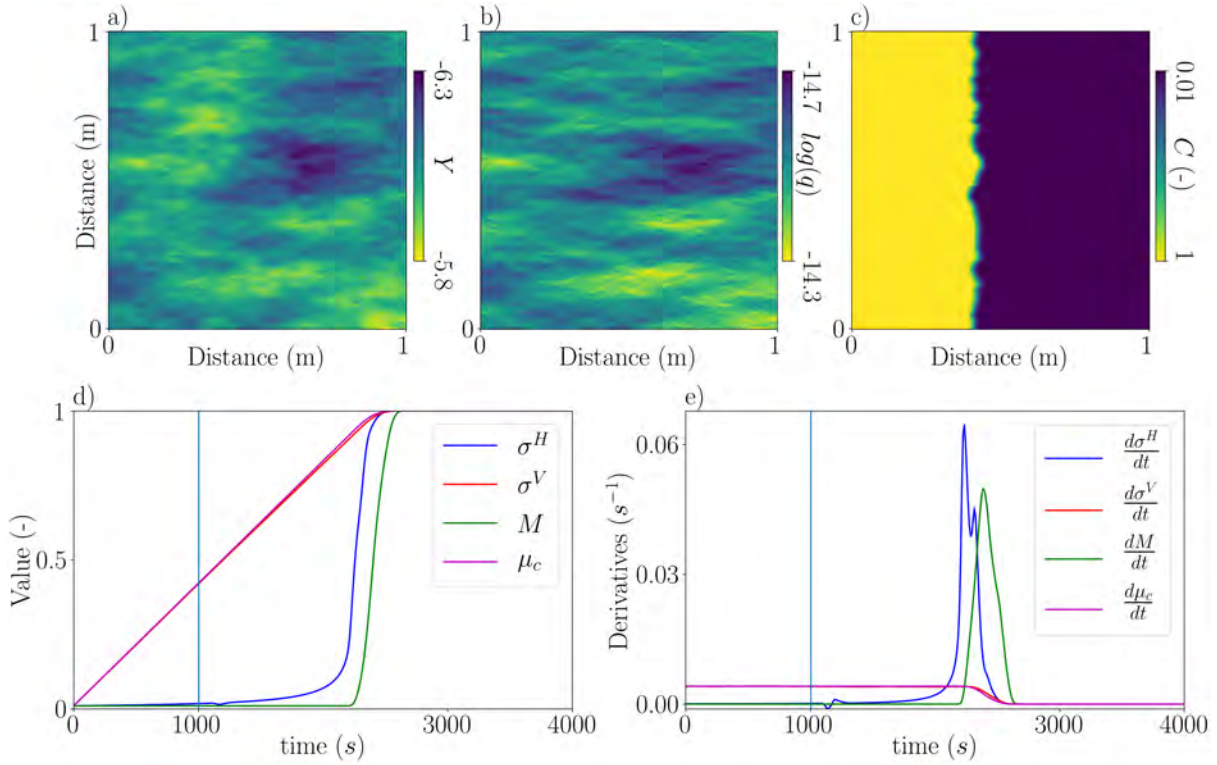 a)
b)
c)
1
1
1
Distance (m)
0
0
0
0
1
0
1
0
1
Distance (m)
Distance (m)
Distance (m)
-6.3
Y
-5.8
-14.7
log(q)
-14.3
0.01
C (-)
1
d)
e)
1
0.5
0
Value (-)
0
1000
3000
4000
time (s)
σ^H
σ^V
M
μ_c
0.06
0.03
0.00
Derivatives (s^{-1})
0
1000
3000
4000
time (s)
dσ^H/dt
dσ^V/dt
dM/dt
dμ_c/dt